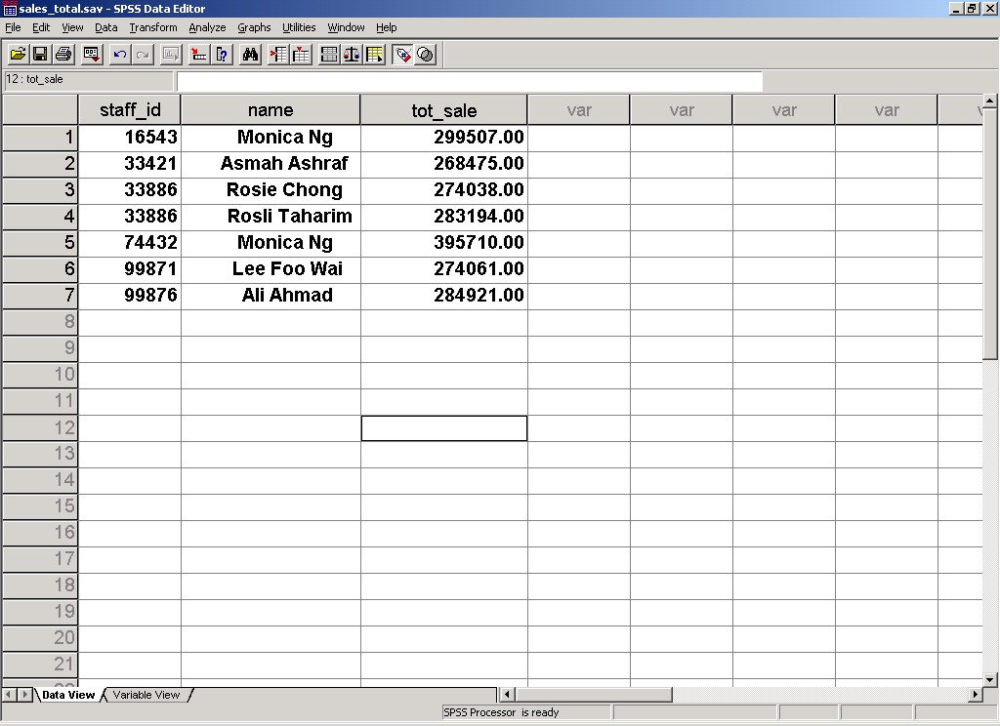 sales_total.sav - SPSS Data Editor
File Edit View Data Transform Analyze Graphs Utilities Window Help
12 : tot_sale
staff_id name tot_sale var var var var
1 16543 Monica Ng 299507.00
2 33421 Asmah Ashraf 268475.00
3 33886 Rosie Chong 274038.00
4 33886 Rosli Taharim 283194.00
5 74432 Monica Ng 395710.00
6 99871 Lee Foo Wai 274061.00
7 99876 Ali Ahmad 284921.00
8
9
10
11
12
13
14
15
16
17
18
19
20
21
Data View Variable View
SPSS Processor is ready